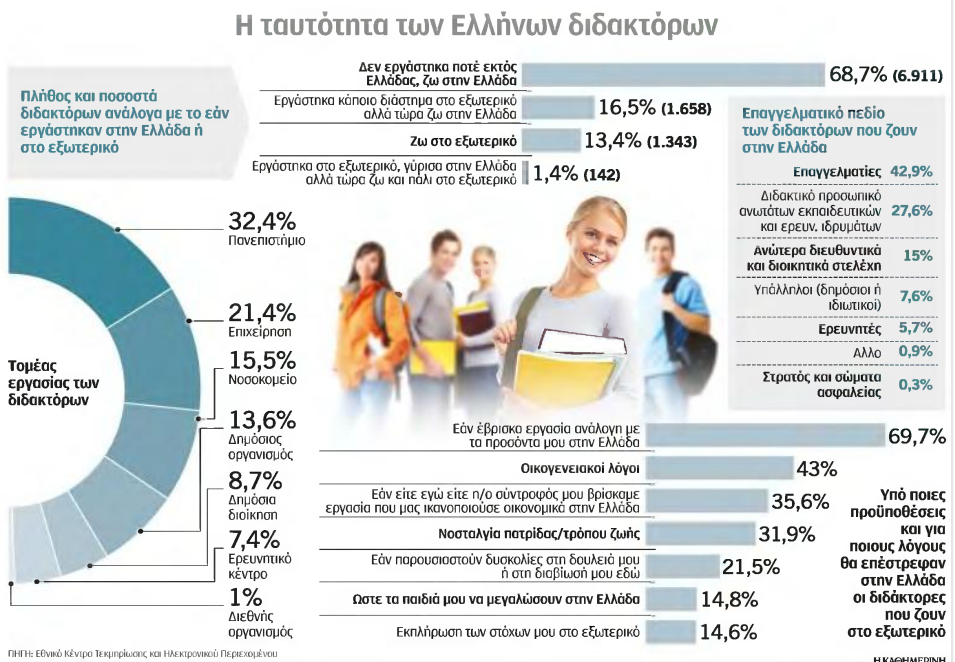 Η ταυτότητα των Ελλήνων διδακτόρων
Πλήθος και ποσοστά
διδακτόρων ανάλογα με το εάν
εργάστηκαν στην Ελλάδα ή
στο εξωτερικό
Δεν εργάστηκα ποτέ εκτός
Ελλάδας, ζω στην Ελλάδα
68,7% (6.911)
Εργάστηκα κάποιο διάστημα στο εξωτερικό
αλλά τώρα ζω στην Ελλάδα
16,5% (1.658)
Ζω στο εξωτερικό
13,4% (1.343)
Εργάστηκα στο εξωτερικό, γύρισα στην Ελλάδα
αλλά τώρα ζω και πάλι στο εξωτερικό
1,4% (142)
Επαγγελματικό πεδίο
των διδακτόρων που ζουν
στην Ελλάδα
Επαγγελματίες 42,9%
Διδακτικό προσωπικό
ανωτάτων εκπαιδευτικών 27,6%
και ερευν. ιδρυμάτων
Ανώτερα διευθυντικά
και διοικητικά στελέχη 15%
Υπάλληλοι (δημόσιοι ή
ιδιωτικοί) 7,6%
Ερευνητές 5,7%
Αλλο 0,9%
Στρατός και σώματα
ασφαλείας 0,3%
Τομέας
εργασίας των
διδακτόρων
32,4%
Πανεπιστήμιο
21,4%
Επιχείρηση
15,5%
Νοσοκομείο
13,6%
Δημόσιος
οργανισμός
8,7%
Δημόσια
διοίκηση
7,4%
Ερευνητικό
κέντρο
1%
Διεθνής
οργανισμός
Εάν έβρισκα εργασία ανάλογη με
τα προσόντα μου στην Ελλάδα
69,7%
Οικογενειακοί λόγοι
43%
Εάν είτε εγώ είτε η/ο σύντροφός μου βρίσκαμε
εργασία που μας ικανοποιούσε οικονομικά στην Ελλάδα
35,6%
Νοσταλγία πατρίδας/τρόπου ζωής
31,9%
Εάν παρουσιαστούν δυσκολίες στη δουλειά μου
ή στη διαβίωσή μου εδώ
21,5%
Ωστε τα παιδιά μου να μεγαλώσουν στην Ελλάδα
14,8%
Εκπλήρωση των στόχων μου στο εξωτερικό
14,6%
Υπό ποιες
προϋποθέσεις
και για
ποιους λόγους
θα επέστρεφαν
στην Ελλάδα
οι διδάκτορες
που ζουν
στο εξωτερικό
ΠΗΓΗ: Εθνικό Κέντρο Τεκμηρίωσης και Ηλεκτρονικού Περιεχομένου
Η ΚΑΘΗΜΕΡΙΝΗ